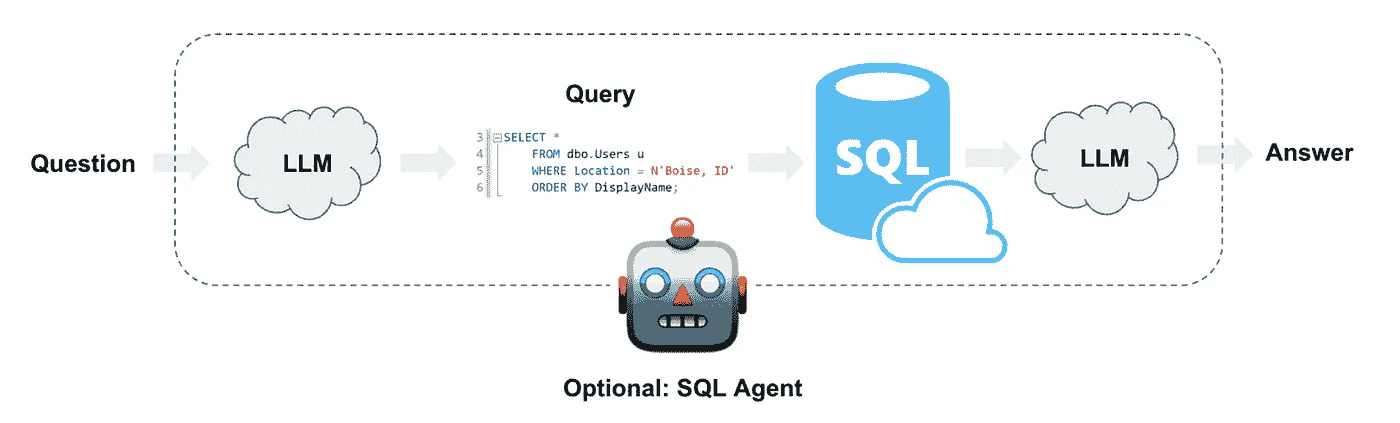 Question
LLM
Query
3 SELECT *
4 FROM dbo.Users u
5 WHERE Location = N'Boise, ID'
6 ORDER BY DisplayName;
SQL
LLM
Answer
Optional: SQL Agent